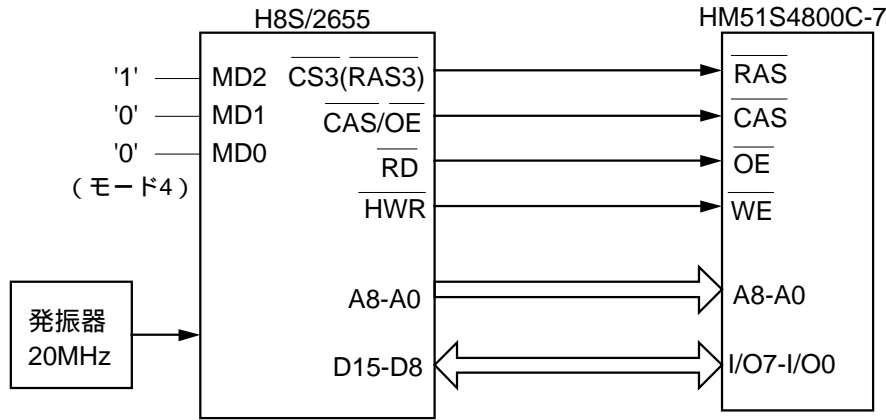 H8S/2655
HM51S4800C-7
'1' MD2 CS3(RAS3) RAS
'0' MD1 CAS/OE CAS
'0' MD0 RD OE
(モード4)
HWR WE
A8-A0 A8-A0
発振器
20MHz
D15-D8 I/O7-I/O0